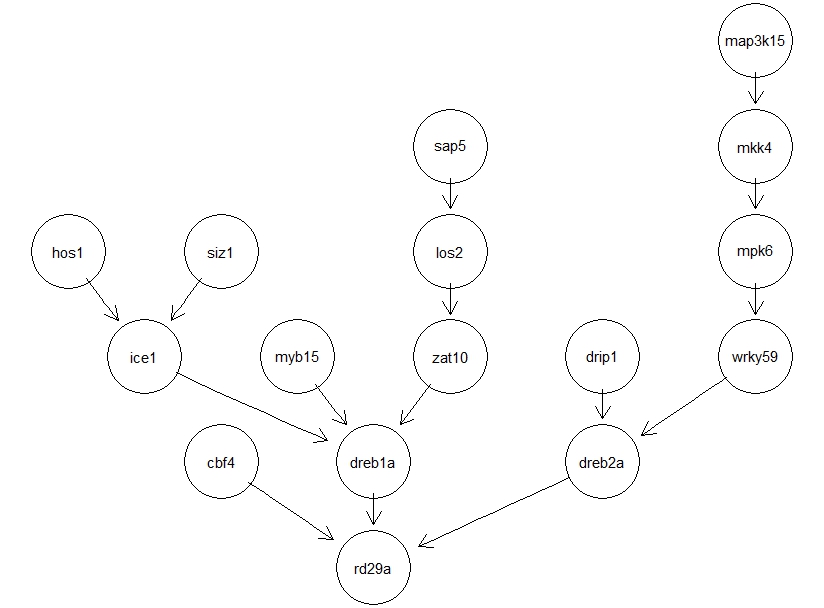 map3k15
sap5
mkk4
hos1
siz1
los2
mpk6
ice1
myb15
zat10
drip1
wrky59
cbf4
dreb1a
dreb2a
rd29a